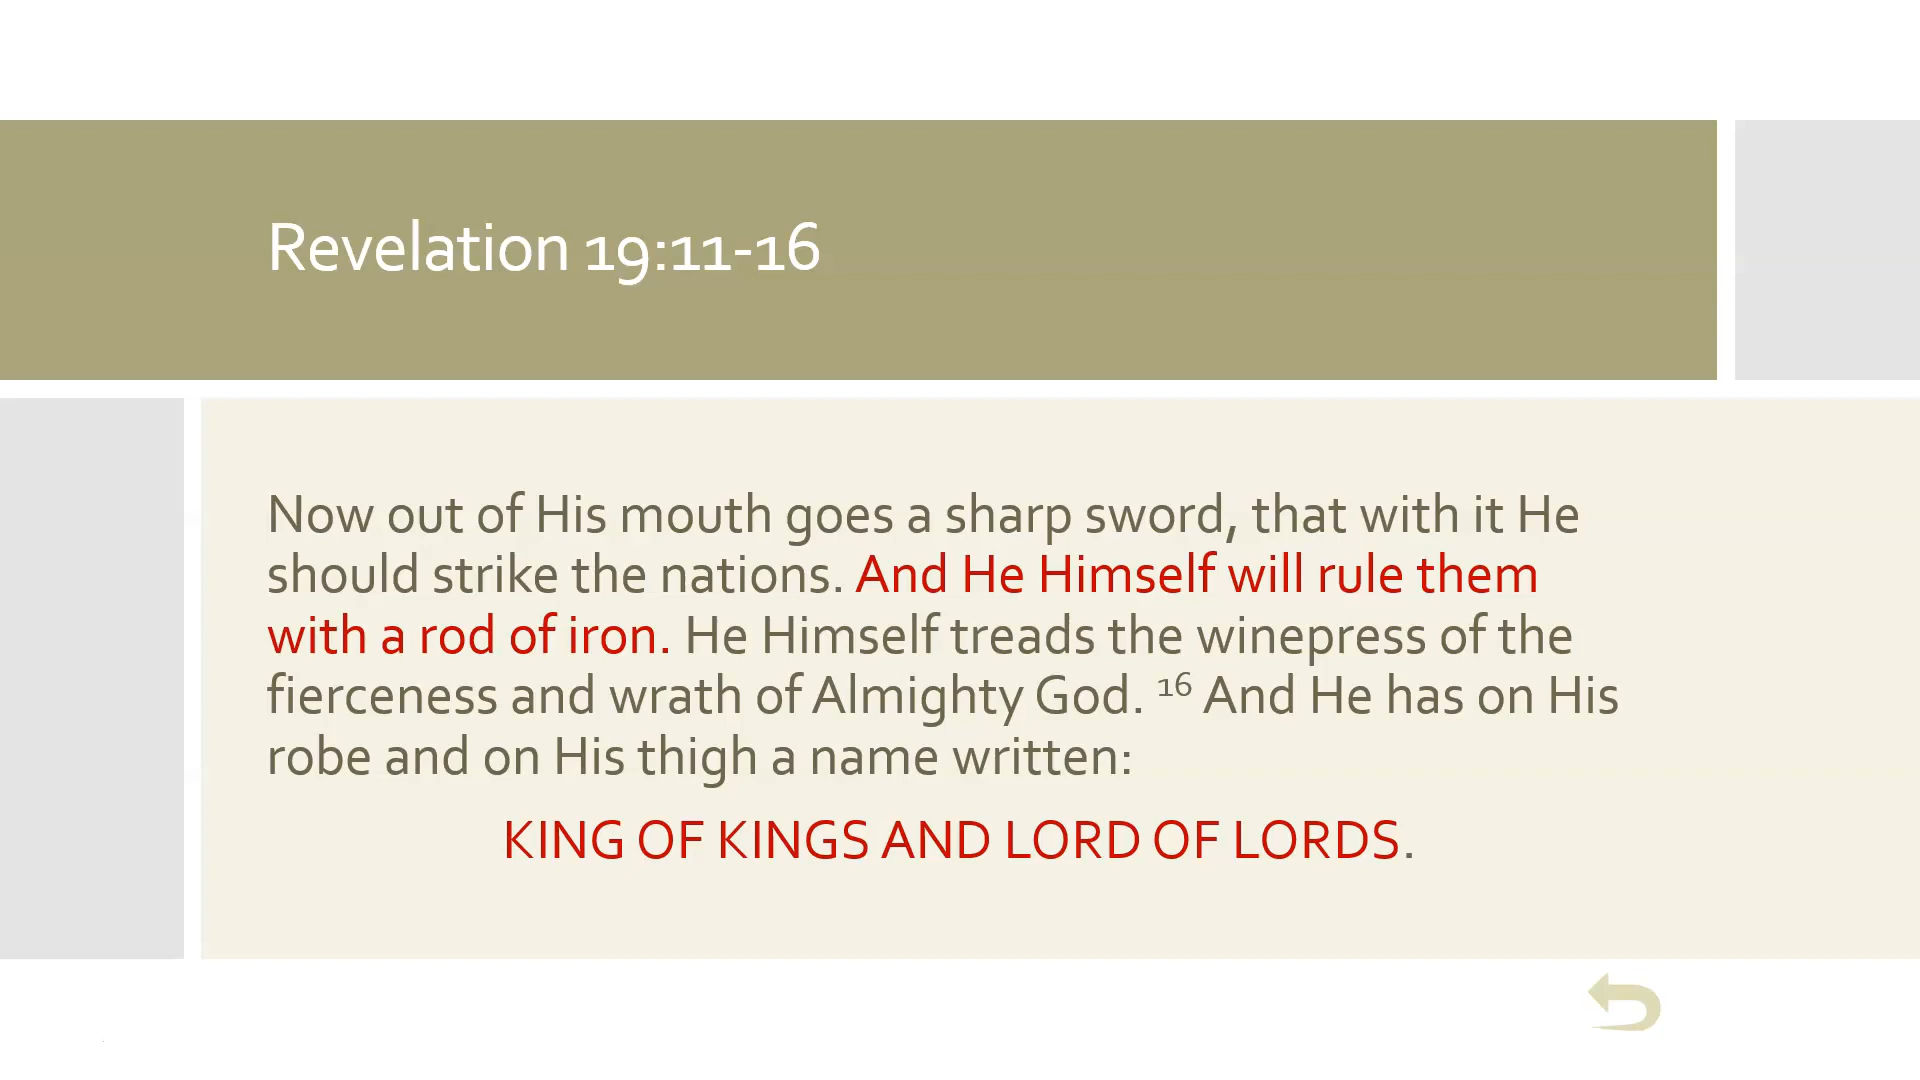 Revelation 19:11-16
Now out of His mouth goes a sharp sword, that with it He
should strike the nations. And He Himself will rule them
with a rod of iron. He Himself treads the winepress of the
fierceness and wrath of Almighty God. 16 And He has on His
robe and on His thigh a name written:
KING OF KINGS AND LORD OF LORDS.